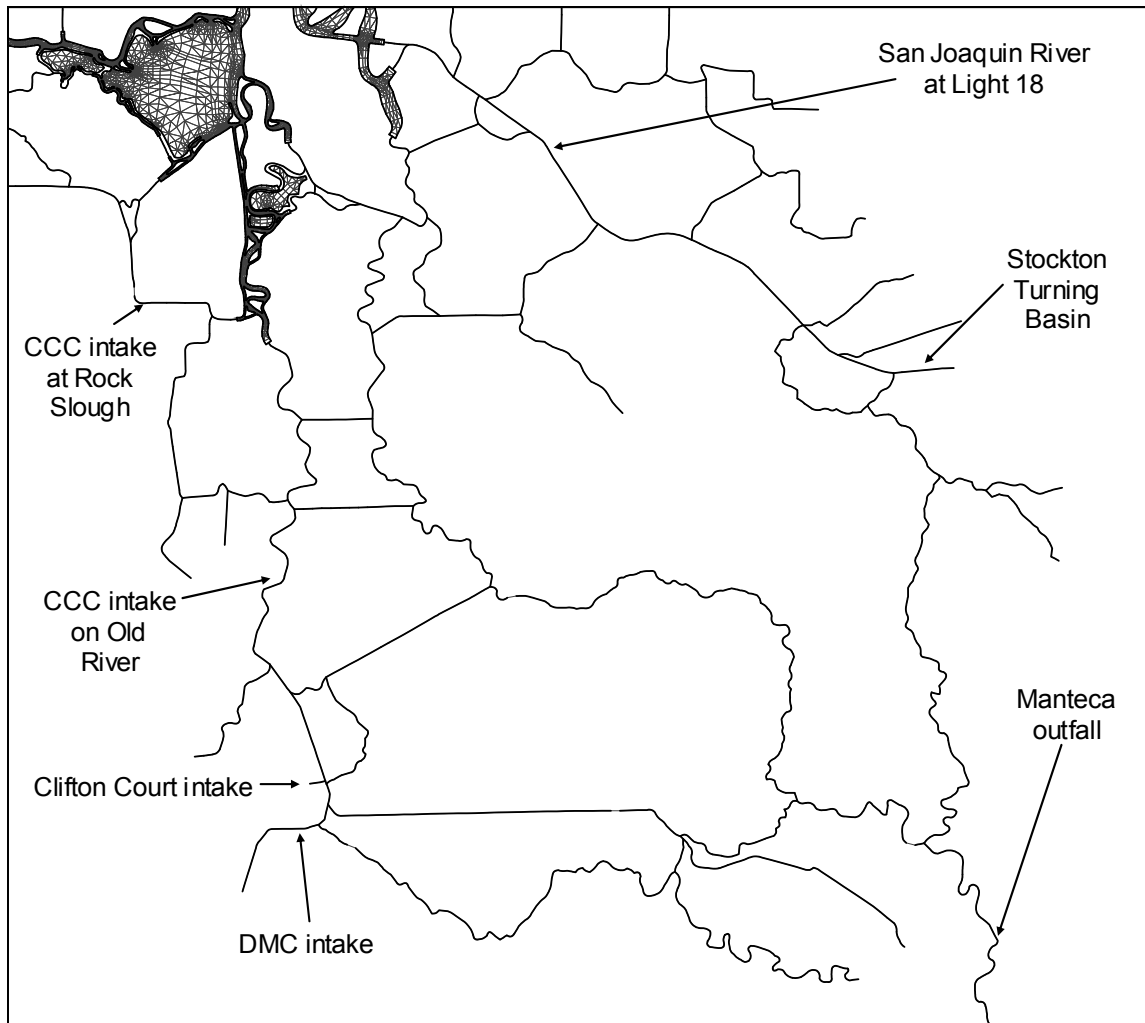 San Joaquin River
at Light 18
Stockton
Turning
Basin
CCC intake
at Rock
Slough
CCC intake
on Old
River
Manteca
outfall
Clifton Court intake
DMC intake